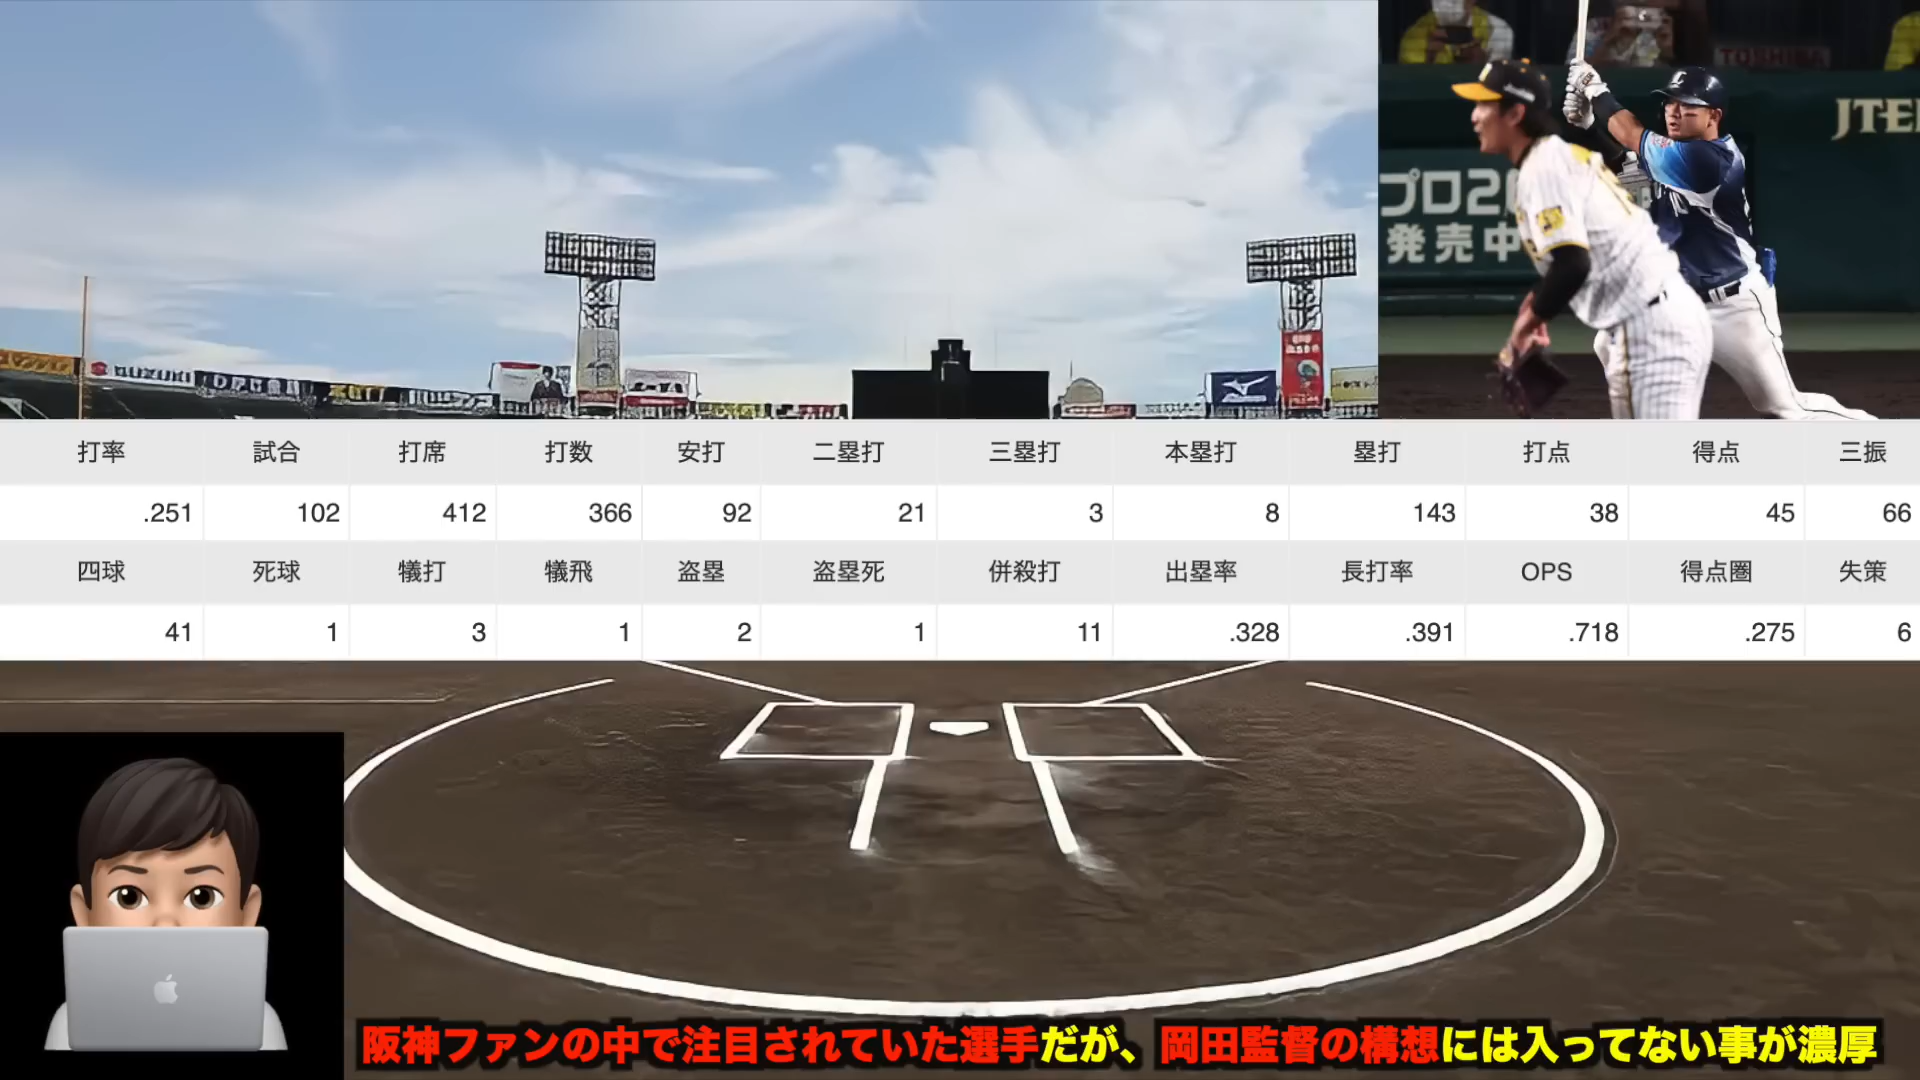 TOSHIBA
JTE
プロ2
発売中
SUZUKI
打率 試合 打席 打数 安打 二塁打 三塁打 本塁打 塁打 打点 得点 三振
.251 102 412 366 92 21 3 8 143 38 45 66
四球 死球 犠打 犠飛 盗塁 盗塁死 併殺打 出塁率 長打率 OPS 得点圏 失策
41 1 3 1 2 1 11 .328 .391 .718 .275 6
阪神ファンの中で注目されていた選手だが、岡田監督の構想には入ってない事が濃厚